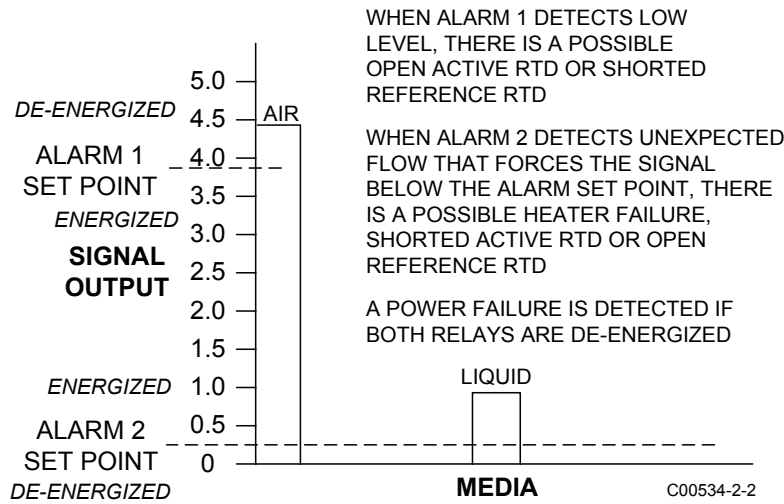 WHEN ALARM 1 DETECTS LOW
LEVEL, THERE IS A POSSIBLE
OPEN ACTIVE RTD OR SHORTED
REFERENCE RTD
WHEN ALARM 2 DETECTS UNEXPECTED
FLOW THAT FORCES THE SIGNAL
BELOW THE ALARM SET POINT, THERE
IS A POSSIBLE HEATER FAILURE,
SHORTED ACTIVE RTD OR OPEN
REFERENCE RTD
A POWER FAILURE IS DETECTED IF
BOTH RELAYS ARE DE-ENERGIZED
5.0
DE-ENERGIZED
4.5
AIR
ALARM 1
SET POINT
4.0
3.5
ENERGIZED
3.0
SIGNAL
OUTPUT
2.5
2.0
1.5
LIQUID
ENERGIZED
1.0
0.5
ALARM 2
SET POINT
0
DE-ENERGIZED
MEDIA
C00534-2-2